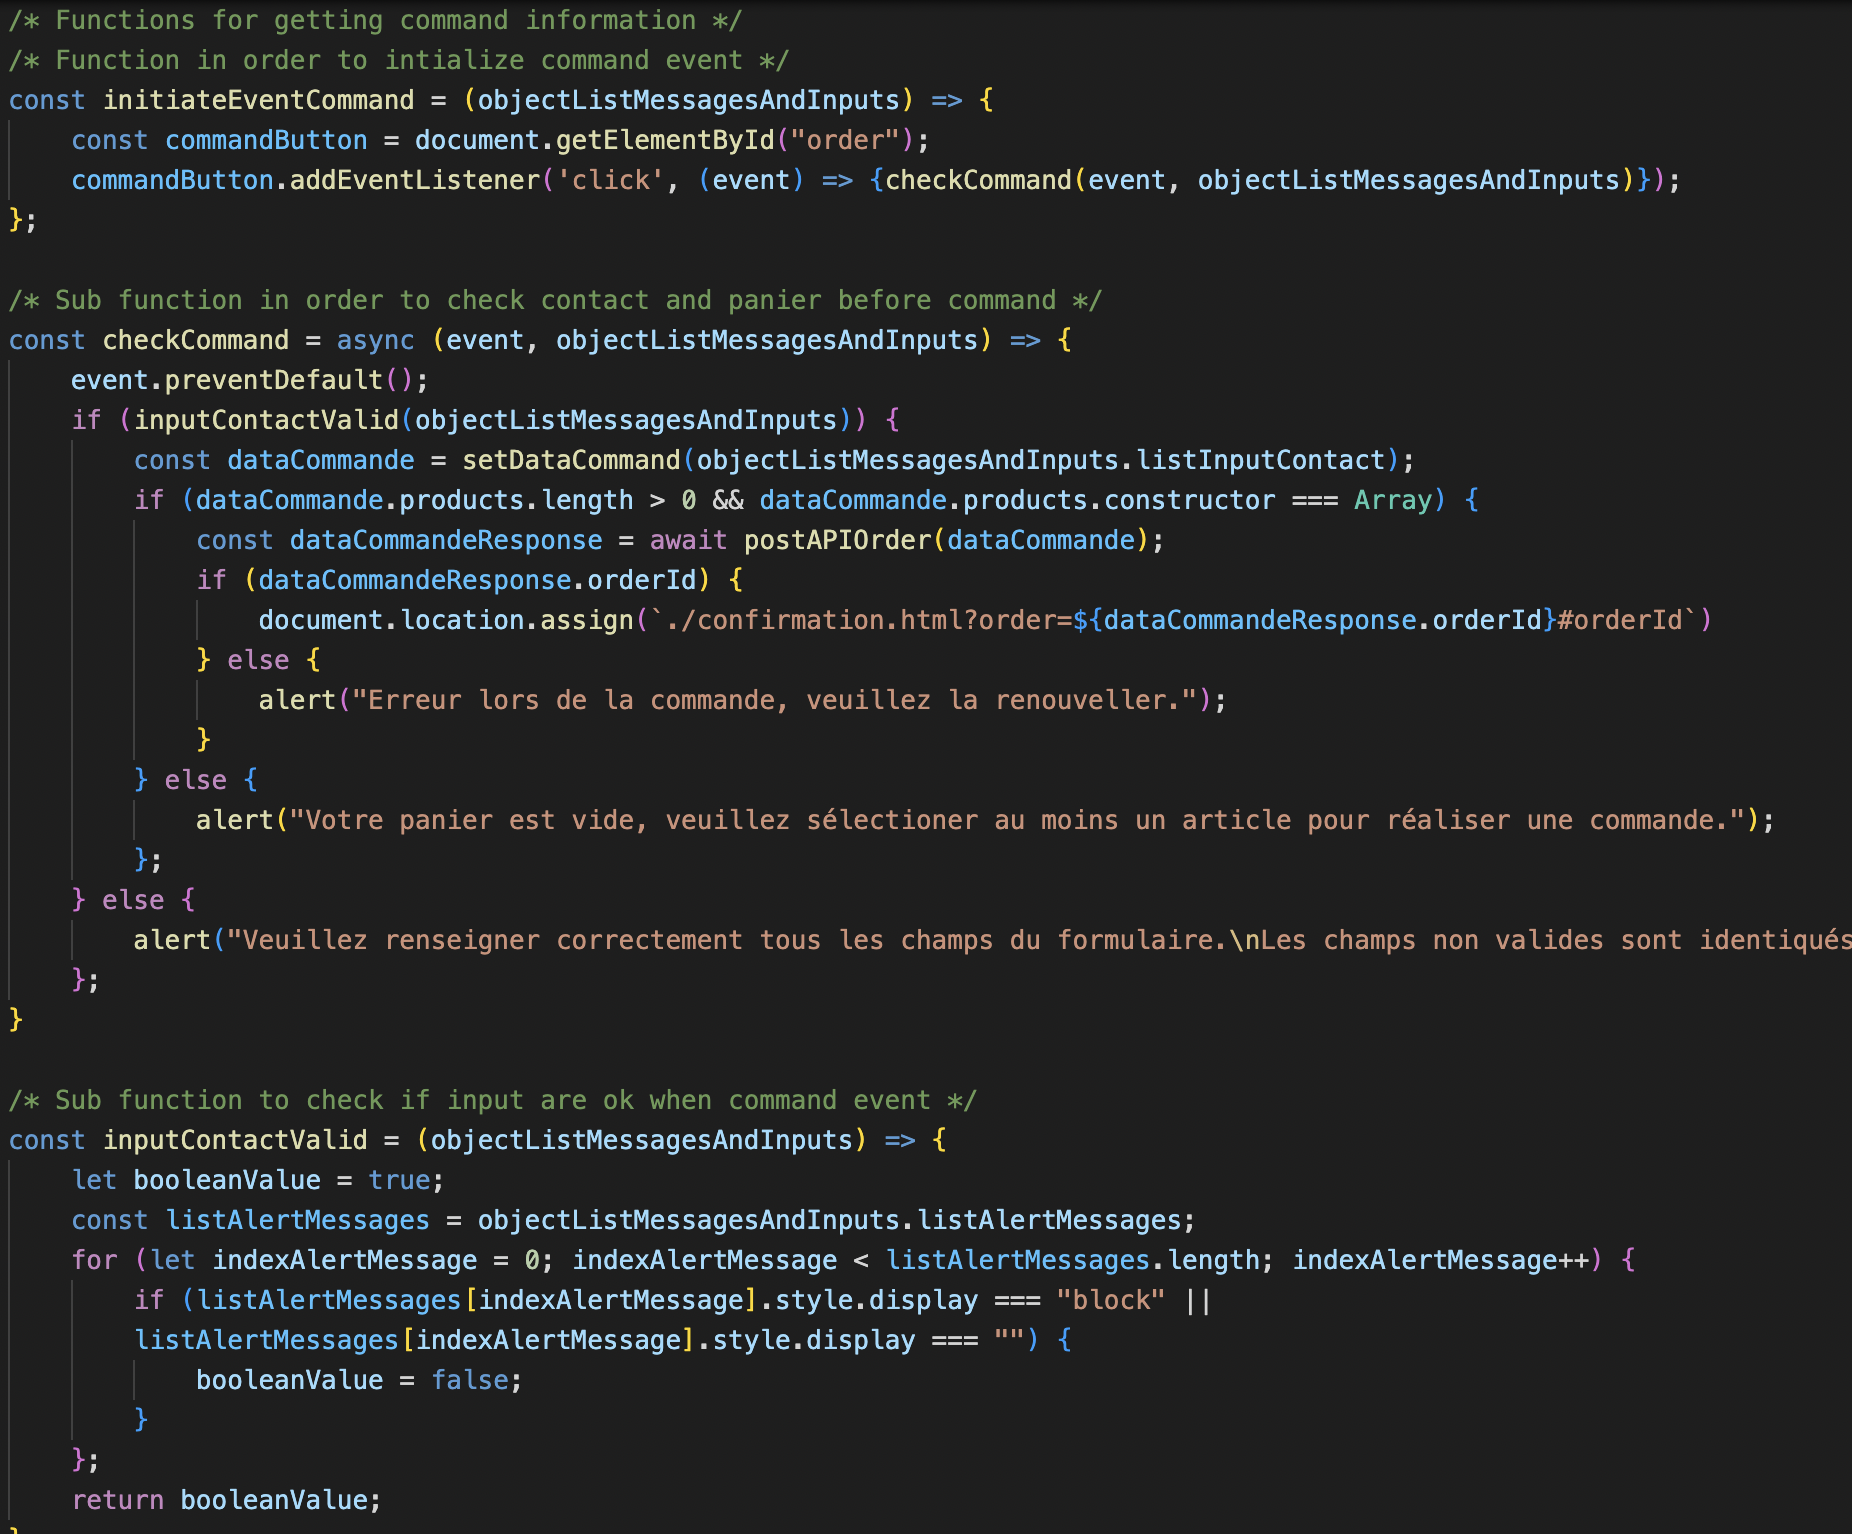 /* Functions for getting command information */
/* Function in order to intialize command event */
const initiateEventCommand = (objectListMessagesAndInputs) => {
    const commandButton = document.getElementById("order");
    commandButton.addEventListener('click', (event) => {checkCommand(event, objectListMessagesAndInputs)});
};

/* Sub function in order to check contact and panier before command */
const checkCommand = async (event, objectListMessagesAndInputs) => {
    event.preventDefault();
    if (inputContactValid(objectListMessagesAndInputs)) {
        const dataCommande = setDataCommand(objectListMessagesAndInputs.listInputContact);
        if (dataCommande.products.length > 0 && dataCommande.products.constructor === Array) {
            const dataCommandeResponse = await postAPIOrder(dataCommande);
            if (dataCommandeResponse.orderId) {
                document.location.assign(`./confirmation.html?order=${dataCommandeResponse.orderId}#orderId`)
            } else {
                alert("Erreur lors de la commande, veuillez la renouveller.");
            }
        } else {
            alert("Votre panier est vide, veuillez sélectioner au moins un article pour réaliser une commande.");
        };
    } else {
        alert("Veuillez renseigner correctement tous les champs du formulaire.\nLes champs non valides sont identiqués
    };
}

/* Sub function to check if input are ok when command event */
const inputContactValid = (objectListMessagesAndInputs) => {
    let booleanValue = true;
    const listAlertMessages = objectListMessagesAndInputs.listAlertMessages;
    for (let indexAlertMessage = 0; indexAlertMessage < listAlertMessages.length; indexAlertMessage++) {
        if (listAlertMessages[indexAlertMessage].style.display === "block" ||
        listAlertMessages[indexAlertMessage].style.display === "") {
            booleanValue = false;
        }
    };
    return booleanValue;
}